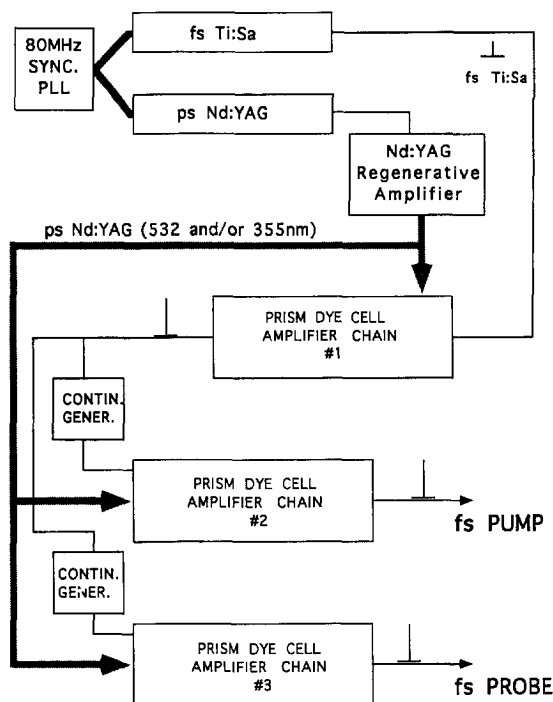 80MHz
SYNC.
PLL
fs Ti:Sa
fs Ti:Sa
ps Nd:YAG
Nd:YAG
Regenerative
Amplifier
ps Nd:YAG (532 and/or 355nm)
PRISM DYE CELL
AMPLIFIER CHAIN
#1
CONTIN.
GENER.
PRISM DYE CELL
AMPLIFIER CHAIN
#2
fs PUMP
CONTIN.
GENER.
PRISM DYE CELL
AMPLIFIER CHAIN
#3
fs PROBE